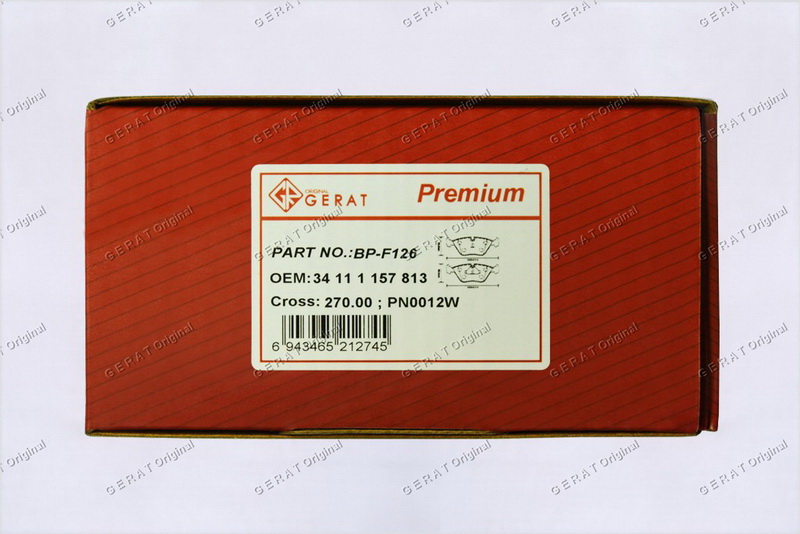 ORIGINAL
GERAT
Premium
PART NO.:BP-F126
OEM:34 11 1 157 813
Cross: 270.00 ; PN0012W
6 943465 212745
GERAT Original